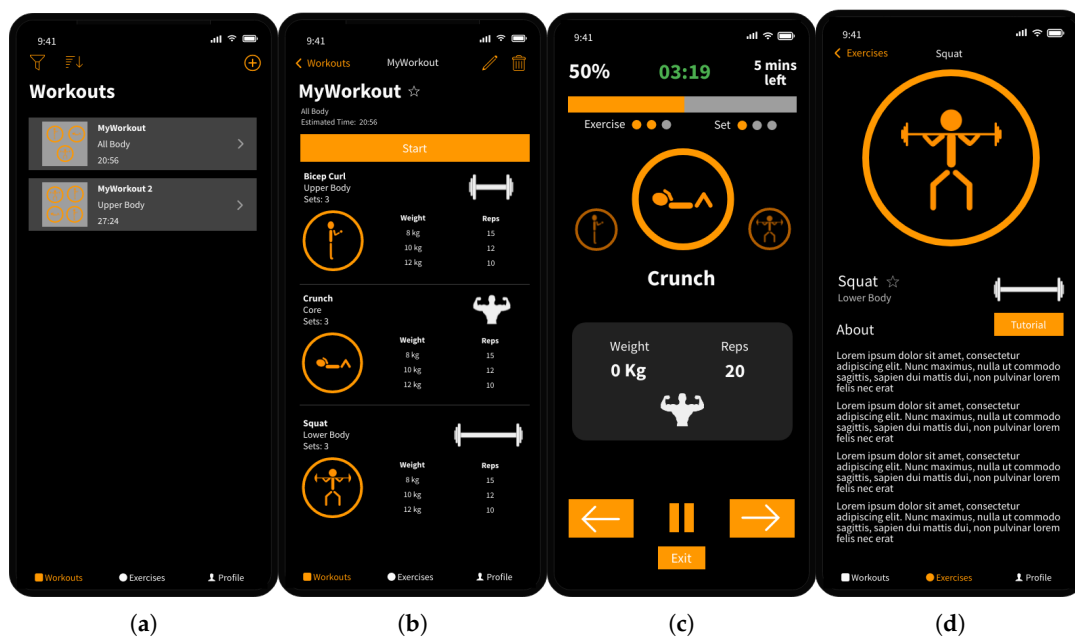 9:41
Workouts
MyWorkout
All Body
20:56
MyWorkout 2
Upper Body
27:24
Workouts
Exercises
Profile
(a)
9:41
Workouts
MyWorkout
MyWorkout
All Body
Estimated Time: 20:56
Start
Bicep Curl
Upper Body
Sets: 3
Weight Reps
8 kg 15
10 kg 12
12 kg 10
Crunch
Core
Sets: 3
Weight Reps
8 kg 15
10 kg 12
12 kg 10
Squat
Lower Body
Sets: 3
Weight Reps
8 kg 15
10 kg 12
12 kg 10
Workouts
Exercises
Profile
(b)
9:41
50%
03:19
5 mins
left
Exercise
Set
Crunch
Weight Reps
0 Kg 20
Exit
(c)
9:41
Exercises
Squat
Squat
Lower Body
Tutorial
About
Lorem ipsum dolor sit amet, consectetur
adipiscing elit. Nunc maximus, nulla ut commodo
sagittis, sapien dui mattis dui, non pulvinar lorem
felis nec erat
Lorem ipsum dolor sit amet, consectetur
adipiscing elit. Nunc maximus, nulla ut commodo
sagittis, sapien dui mattis dui, non pulvinar lorem
felis nec erat
Lorem ipsum dolor sit amet, consectetur
adipiscing elit. Nunc maximus, nulla ut commodo
sagittis, sapien dui mattis dui, non pulvinar lorem
felis nec erat
Lorem ipsum dolor sit amet, consectetur
adipiscing elit. Nunc maximus, nulla ut commodo
sagittis, sapien dui mattis dui, non pulvinar lorem
felis nec erat
Workouts
Exercises
Profile
(d)